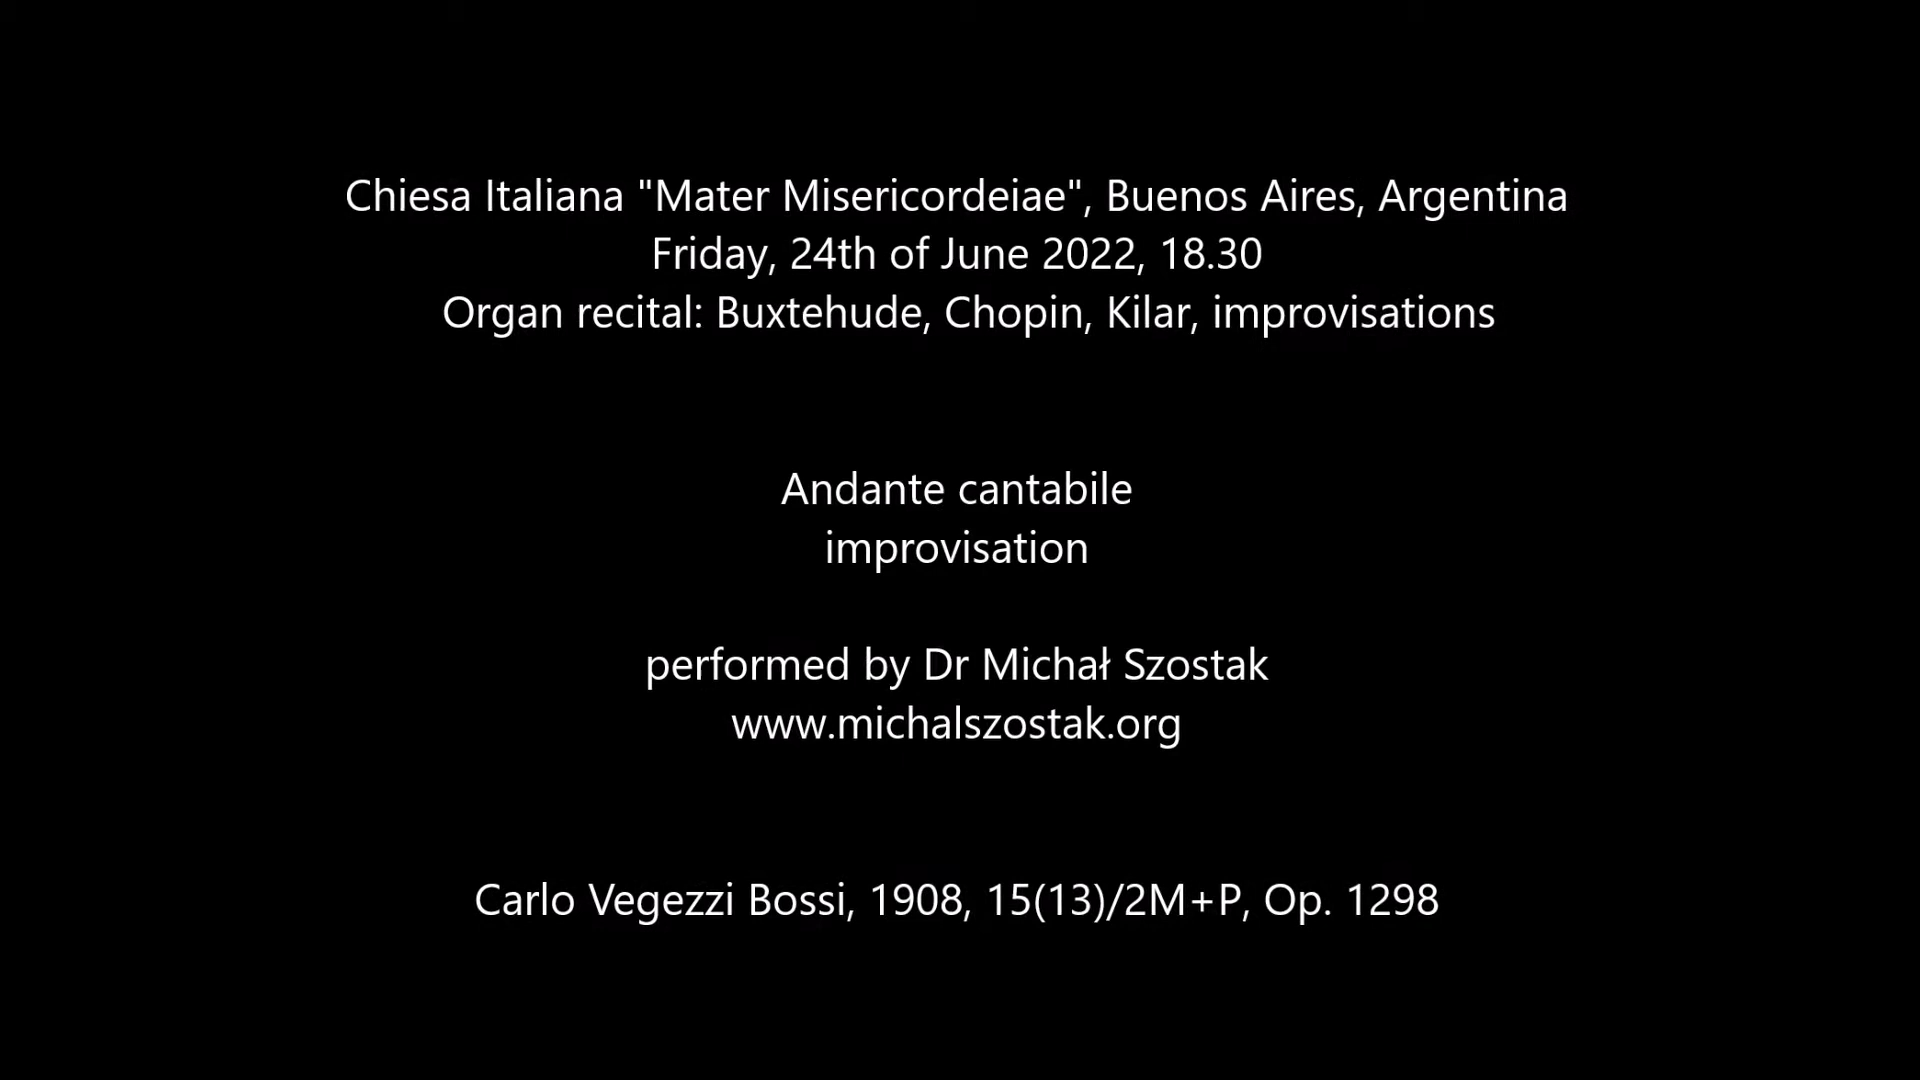 Chiesa Italiana "Mater Misericordeiae", Buenos Aires, Argentina
Friday, 24th of June 2022, 18.30
Organ recital: Buxtehude, Chopin, Kilar, improvisations
Andante cantabile
improvisation
performed by Dr Michał Szostak
www.michalszostak.org
Carlo Vegezzi Bossi, 1908, 15(13)/2M+P, Op. 1298